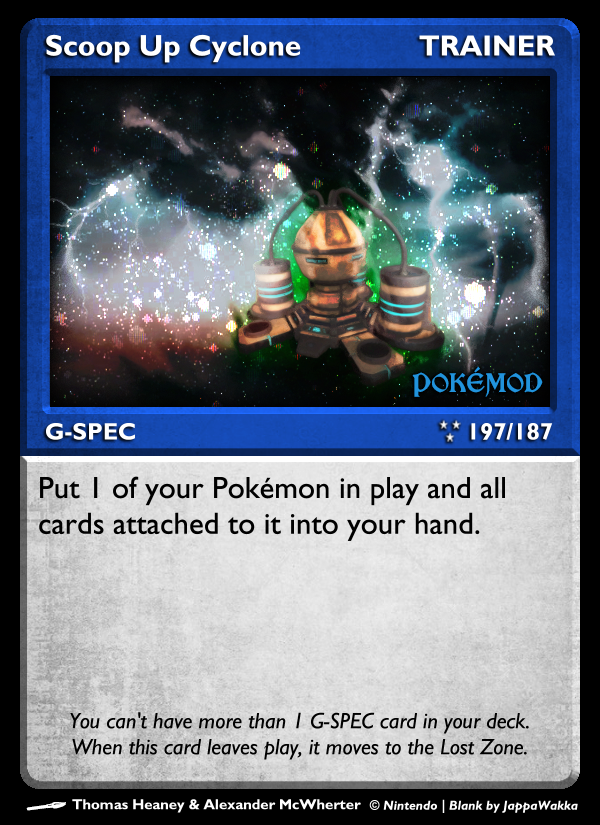 Scoop Up Cyclone TRAINER
POKÉMOD
G-SPEC 197/187
Put 1 of your Pokémon in play and all
cards attached to it into your hand.
You can't have more than 1 G-SPEC card in your deck.
When this card leaves play, it moves to the Lost Zone.
Thomas Heaney & Alexander McWherter © Nintendo | Blank by JappaWakka